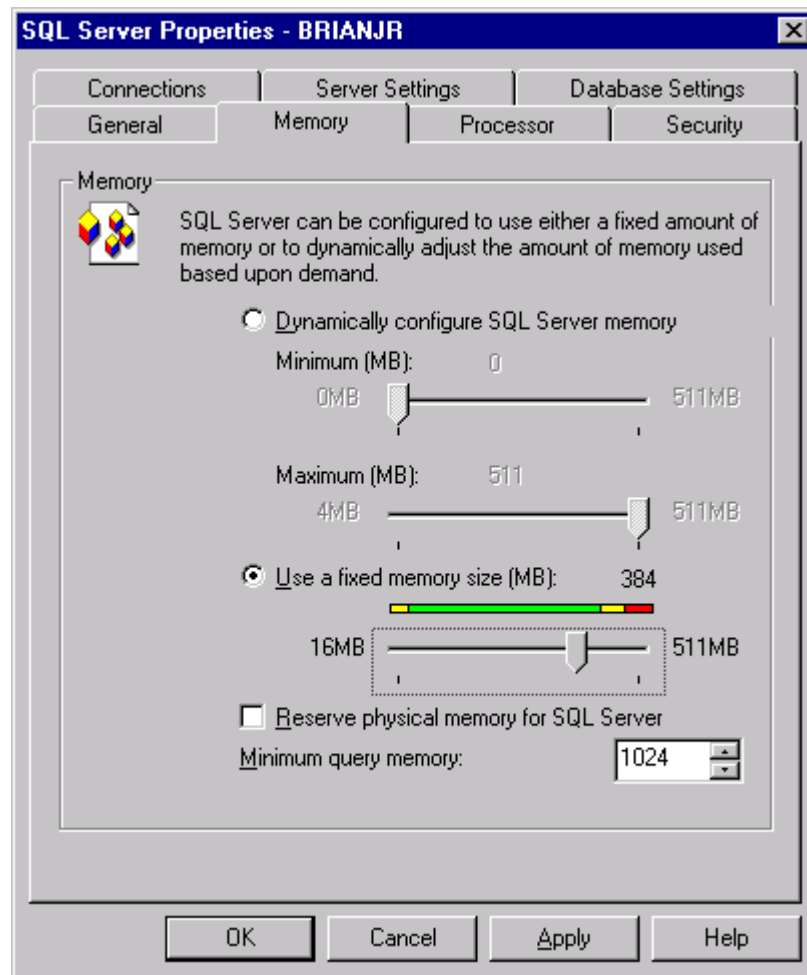 SQL Server Properties - BRIANJR
Connections Server Settings Database Settings
General Memory Processor Security
Memory
SQL Server can be configured to use either a fixed amount of
memory or to dynamically adjust the amount of memory used
based upon demand.
Dynamically configure SQL Server memory
Minimum (MB): 0
0MB 511MB
Maximum (MB): 511
4MB 511MB
Use a fixed memory size (MB): 384
16MB 511MB
Reserve physical memory for SQL Server
Minimum query memory: 1024
OK Cancel Apply Help